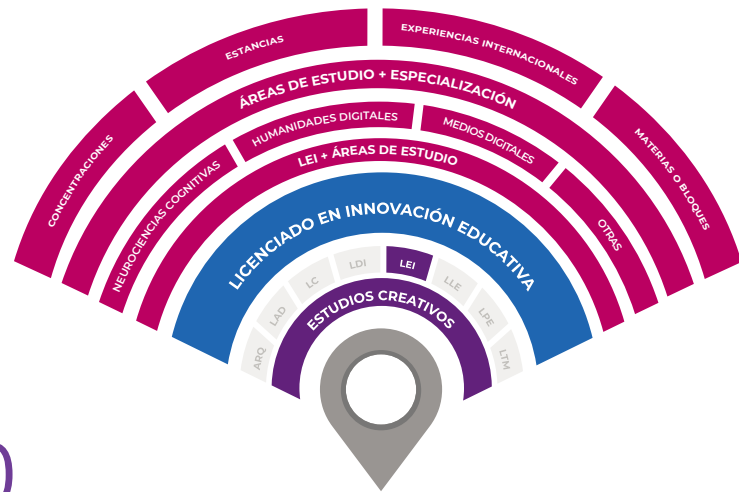 CONCENTRACIONES
ESTANCIAS
EXPERIENCIAS INTERNACIONALES
MATERIAS O BLOQUES
ÁREAS DE ESTUDIO + ESPECIALIZACIÓN
NEUROCIENCIAS COGNITIVAS
HUMANIDADES DIGITALES
MEDIOS DIGITALES
OTRAS
LEI + ÁREAS DE ESTUDIO
LICENCIADO EN INNOVACIÓN EDUCATIVA
ARQ
LAD
LC
LDI
LEI
LLE
LPE
LTM
ESTUDIOS CREATIVOS